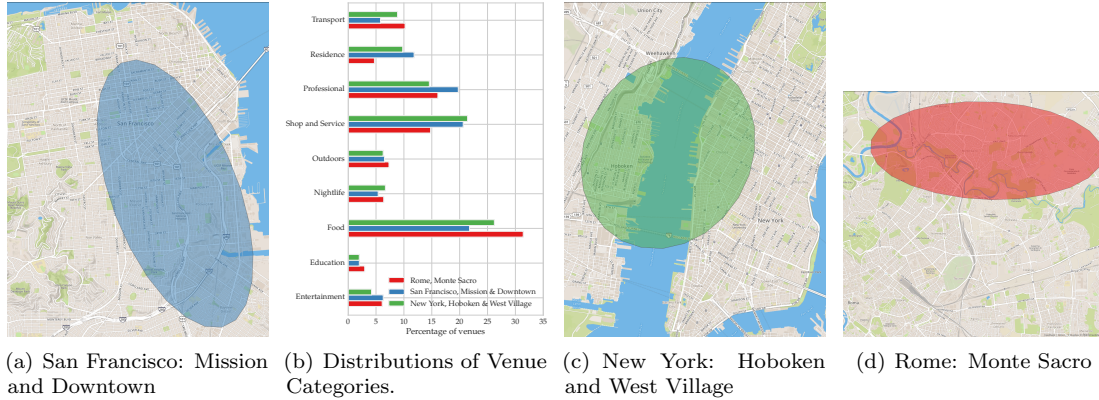 San Francisco
Transport
Residence
Professional
Shop and Service
Outdoors
Nightlife
Food
Education
Entertainment
Rome, Monte Sacro
San Francisco, Mission & Downtown
New York, Hoboken & West Village
0 5 10 15 20 25 30 35
Percentage of venues
Union City
Weehawken
Hoboken
New York
Roma
(a) San Francisco: Mission
and Downtown
(b) Distributions of Venue
Categories.
(c) New York: Hoboken
and West Village
(d) Rome: Monte Sacro